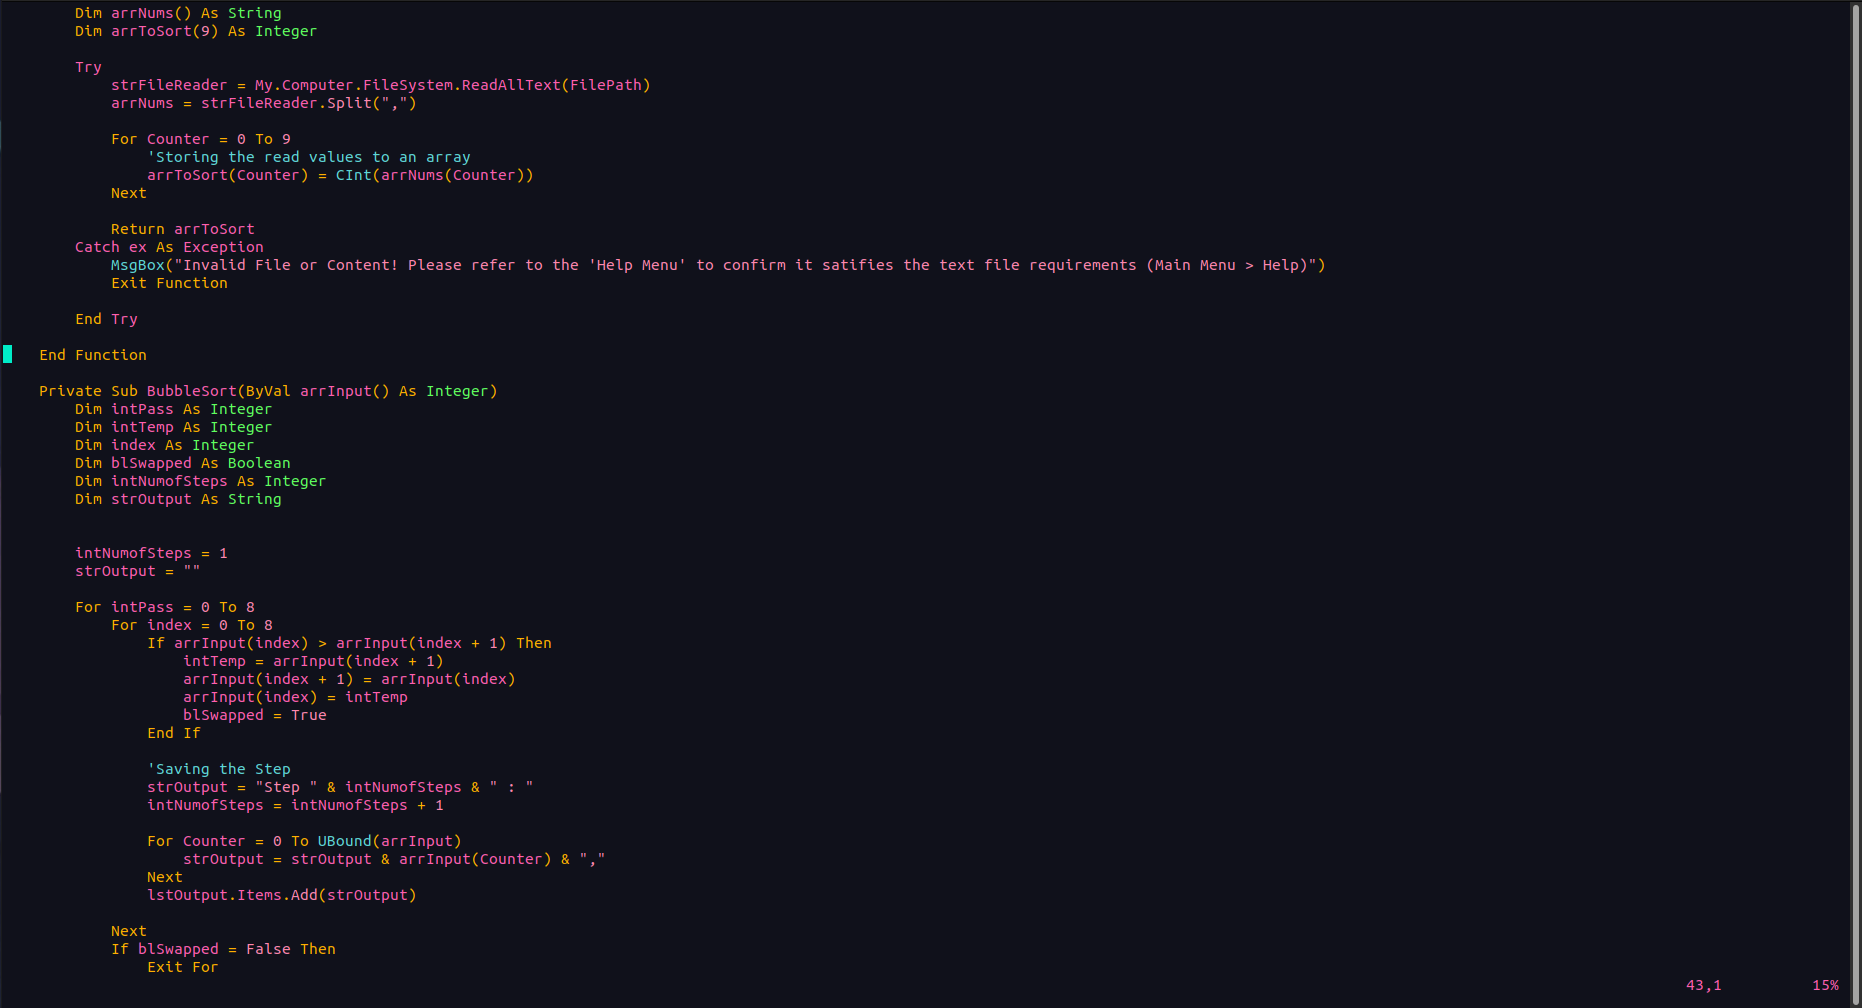 Dim arrNums() As String
Dim arrToSort(9) As Integer
Try
strFileReader = My.Computer.FileSystem.ReadAllText(FilePath)
arrNums = strFileReader.Split(",")
For Counter = 0 To 9
'Storing the read values to an array
arrToSort(Counter) = CInt(arrNums(Counter))
Next
Return arrToSort
Catch ex As Exception
MsgBox("Invalid File or Content! Please refer to the 'Help Menu' to confirm it satifies the text file requirements (Main Menu > Help)")
Exit Function
End Try
End Function
Private Sub BubbleSort(ByVal arrInput() As Integer)
Dim intPass As Integer
Dim intTemp As Integer
Dim index As Integer
Dim blSwapped As Boolean
Dim intNumofSteps As Integer
Dim strOutput As String
intNumofSteps = 1
strOutput = ""
For intPass = 0 To 8
For index = 0 To 8
If arrInput(index) > arrInput(index + 1) Then
intTemp = arrInput(index + 1)
arrInput(index + 1) = arrInput(index)
arrInput(index) = intTemp
blSwapped = True
End If
'Saving the Step
strOutput = "Step " & intNumofSteps & " : "
intNumofSteps = intNumofSteps + 1
For Counter = 0 To UBound(arrInput)
strOutput = strOutput & arrInput(Counter) & ","
Next
lstOutput.Items.Add(strOutput)
Next
If blSwapped = False Then
Exit For
43,1 15%